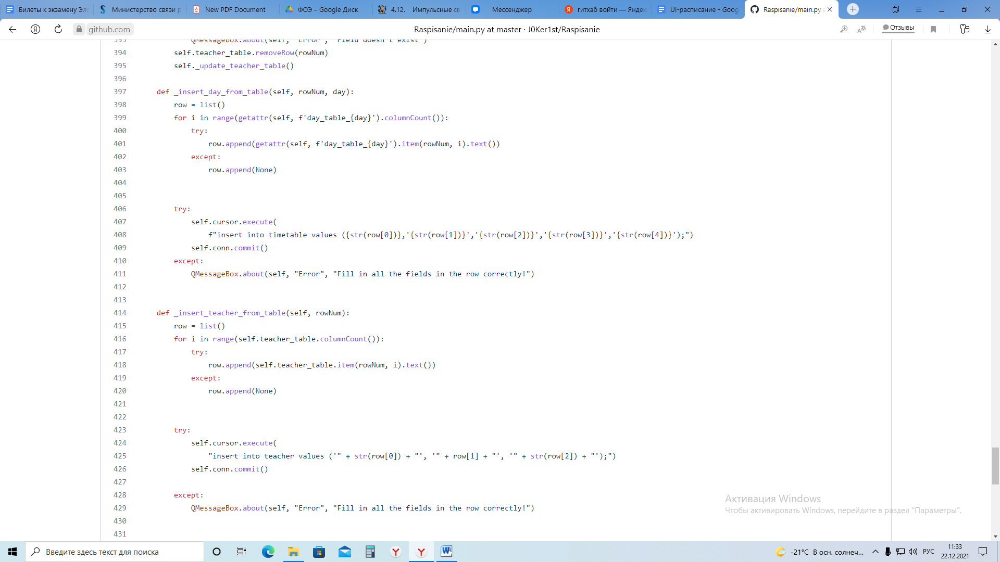 Билеты к экзамену Эле
Министерство связи р
New PDF Document
ФОЭ – Google Диск
4.12. Импульсные св
Мессенджер
гитхаб войти — Яндек
UI-расписание - Goog
Raspisanie/main.py a
github.com
Raspisanie/main.py at master · J0Ker1st/Raspisanie
Отзывы
393 QMessageBox.about(self, "Error", "Field doesn't exist")
394 self.teacher_table.removeRow(rowNum)
395 self._update_teacher_table()
396
397 def _insert_day_from_table(self, rowNum, day):
398 row = list()
399 for i in range(getattr(self, f'day_table_{day}').columnCount()):
400 try:
401 row.append(getattr(self, f'day_table_{day}').item(rowNum, i).text())
402 except:
403 row.append(None)
404
405
406 try:
407 self.cursor.execute(
408 f"insert into timetable values ({str(row[0])},'{str(row[1])}','{str(row[2])}','{str(row[3])}','{str(row[4])}');")
409 self.conn.commit()
410 except:
411 QMessageBox.about(self, "Error", "Fill in all the fields in the row correctly!")
412
413
414 def _insert_teacher_from_table(self, rowNum):
415 row = list()
416 for i in range(self.teacher_table.columnCount()):
417 try:
418 row.append(self.teacher_table.item(rowNum, i).text())
419 except:
420 row.append(None)
421
422
423 try:
424 self.cursor.execute(
425 "insert into teacher values ('" + str(row[0]) + "', '" + row[1] + "', '" + str(row[2]) + "');")
426 self.conn.commit()
427
428 except:
429 QMessageBox.about(self, "Error", "Fill in all the fields in the row correctly!")
430
431
Активация Windows
Чтобы активировать Windows, перейдите в раздел "Параметры".
Введите здесь текст для поиска
-21°C В осн. солнеч...
РУС
11:33
22.12.2021